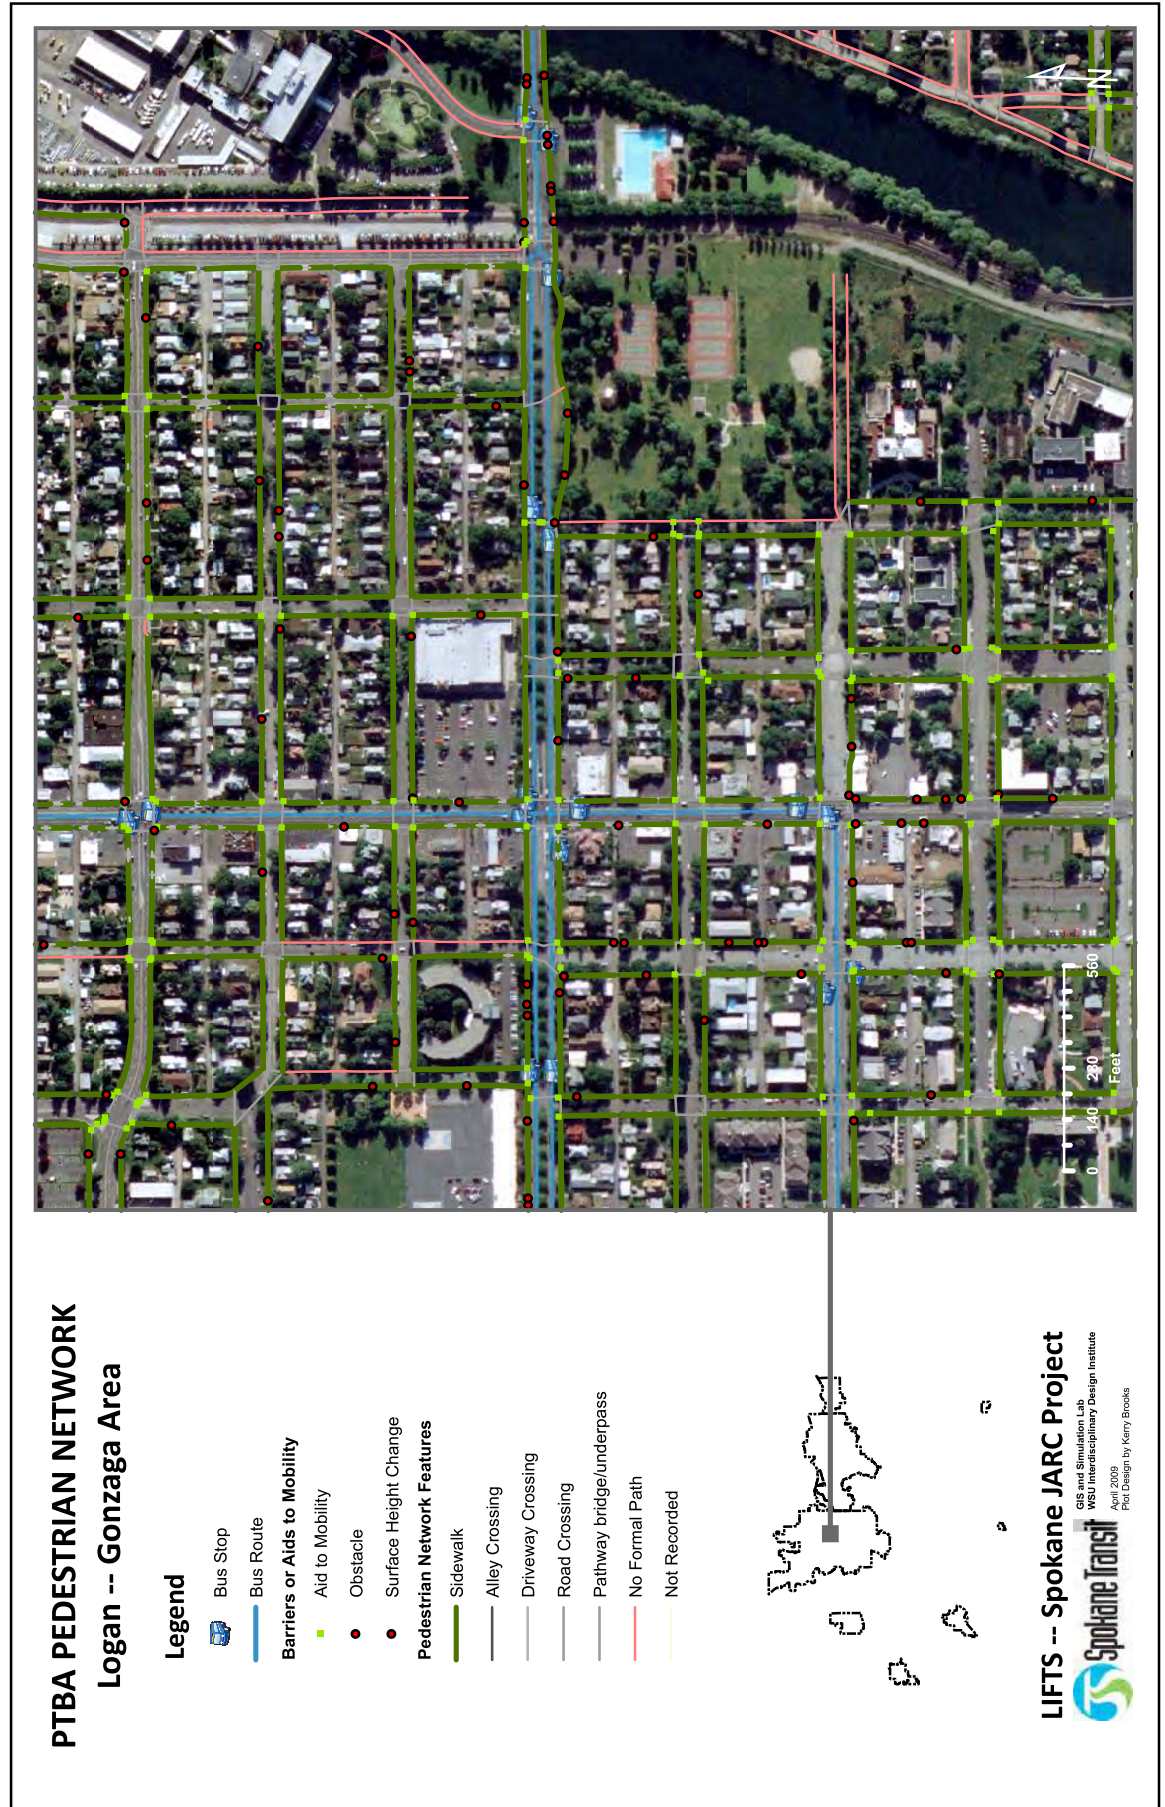 PTBA PEDESTRIAN NETWORK
Logan -- Gonzaga Area
Legend
Bus Stop
Bus Route
Barriers or Aids to Mobility
Aid to Mobility
Obstacle
Surface Height Change
Pedestrian Network Features
Sidewalk
Alley Crossing
Driveway Crossing
Road Crossing
Pathway bridge/underpass
No Formal Path
Not Recorded
LIFTS -- Spokane JARC Project
Spokane Transit
GIS and Simulation Lab
WSU Interdisciplinary Design Institute
April 2009
Plot Design by Kerry Brooks
0 140 280 560
Feet
N